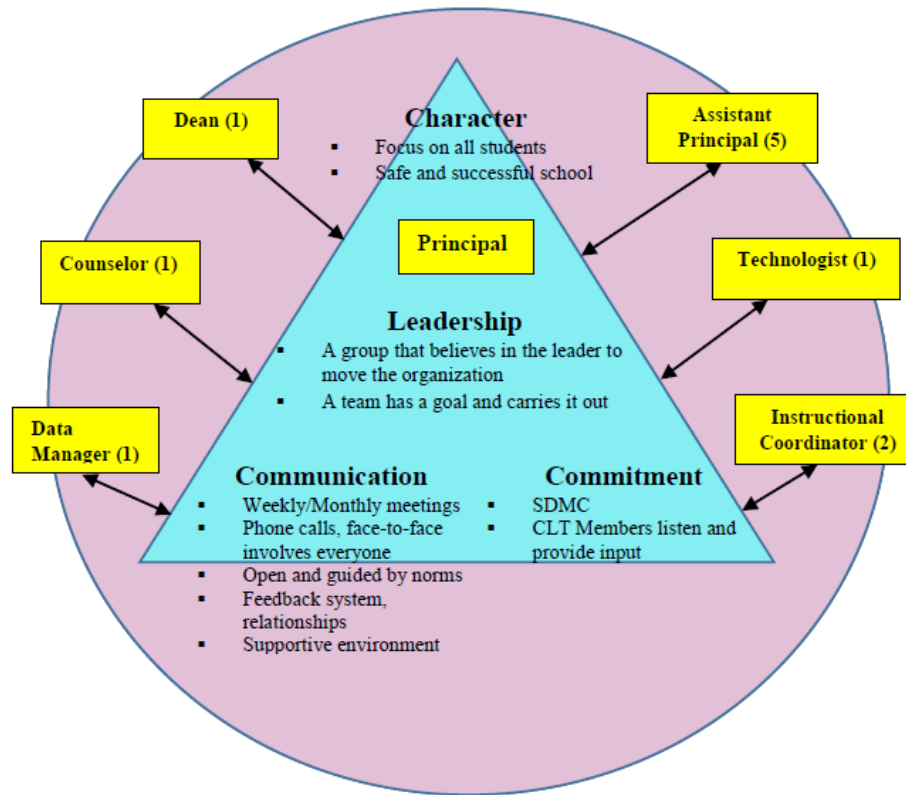 Dean (1)
Assistant
Principal (5)
Character
▪ Focus on all students
▪ Safe and successful school
Principal
Counselor (1)
Technologist (1)
Leadership
▪ A group that believes in the leader to
move the organization
▪ A team has a goal and carries it out
Data
Manager (1)
Instructional
Coordinator (2)
Communication
▪ Weekly/Monthly meetings
▪ Phone calls, face-to-face
involves everyone
▪ Open and guided by norms
▪ Feedback system,
relationships
▪ Supportive environment
Commitment
▪ SDMC
▪ CLT Members listen and
provide input